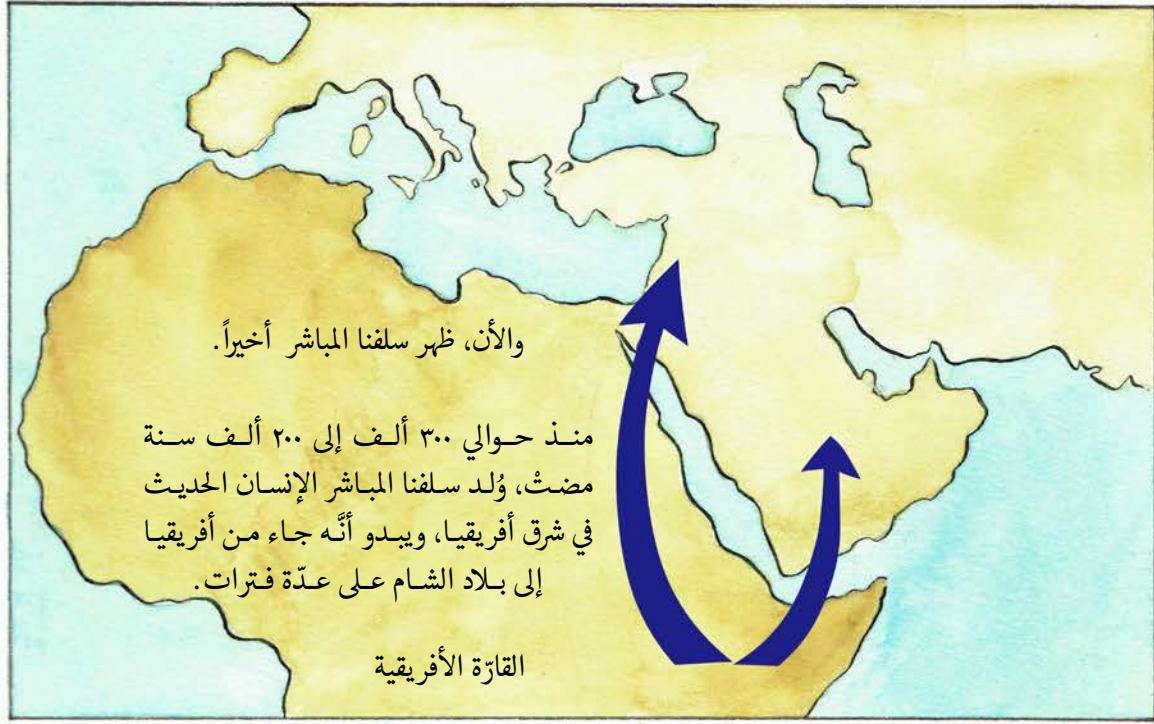 والأن، ظهر سلفنا المباشر أخيراً.
منذ حوالي ٣٠٠ ألف إلى ٢٠٠ ألف سنة
مضتْ، وُلد سلفنا المباشر الإنسان الحديث
في شرق أفريقيا، ويبدو أنَّه جاء من أفريقيا
إلى بلاد الشام على عدّة فترات.
القارّة الأفريقية